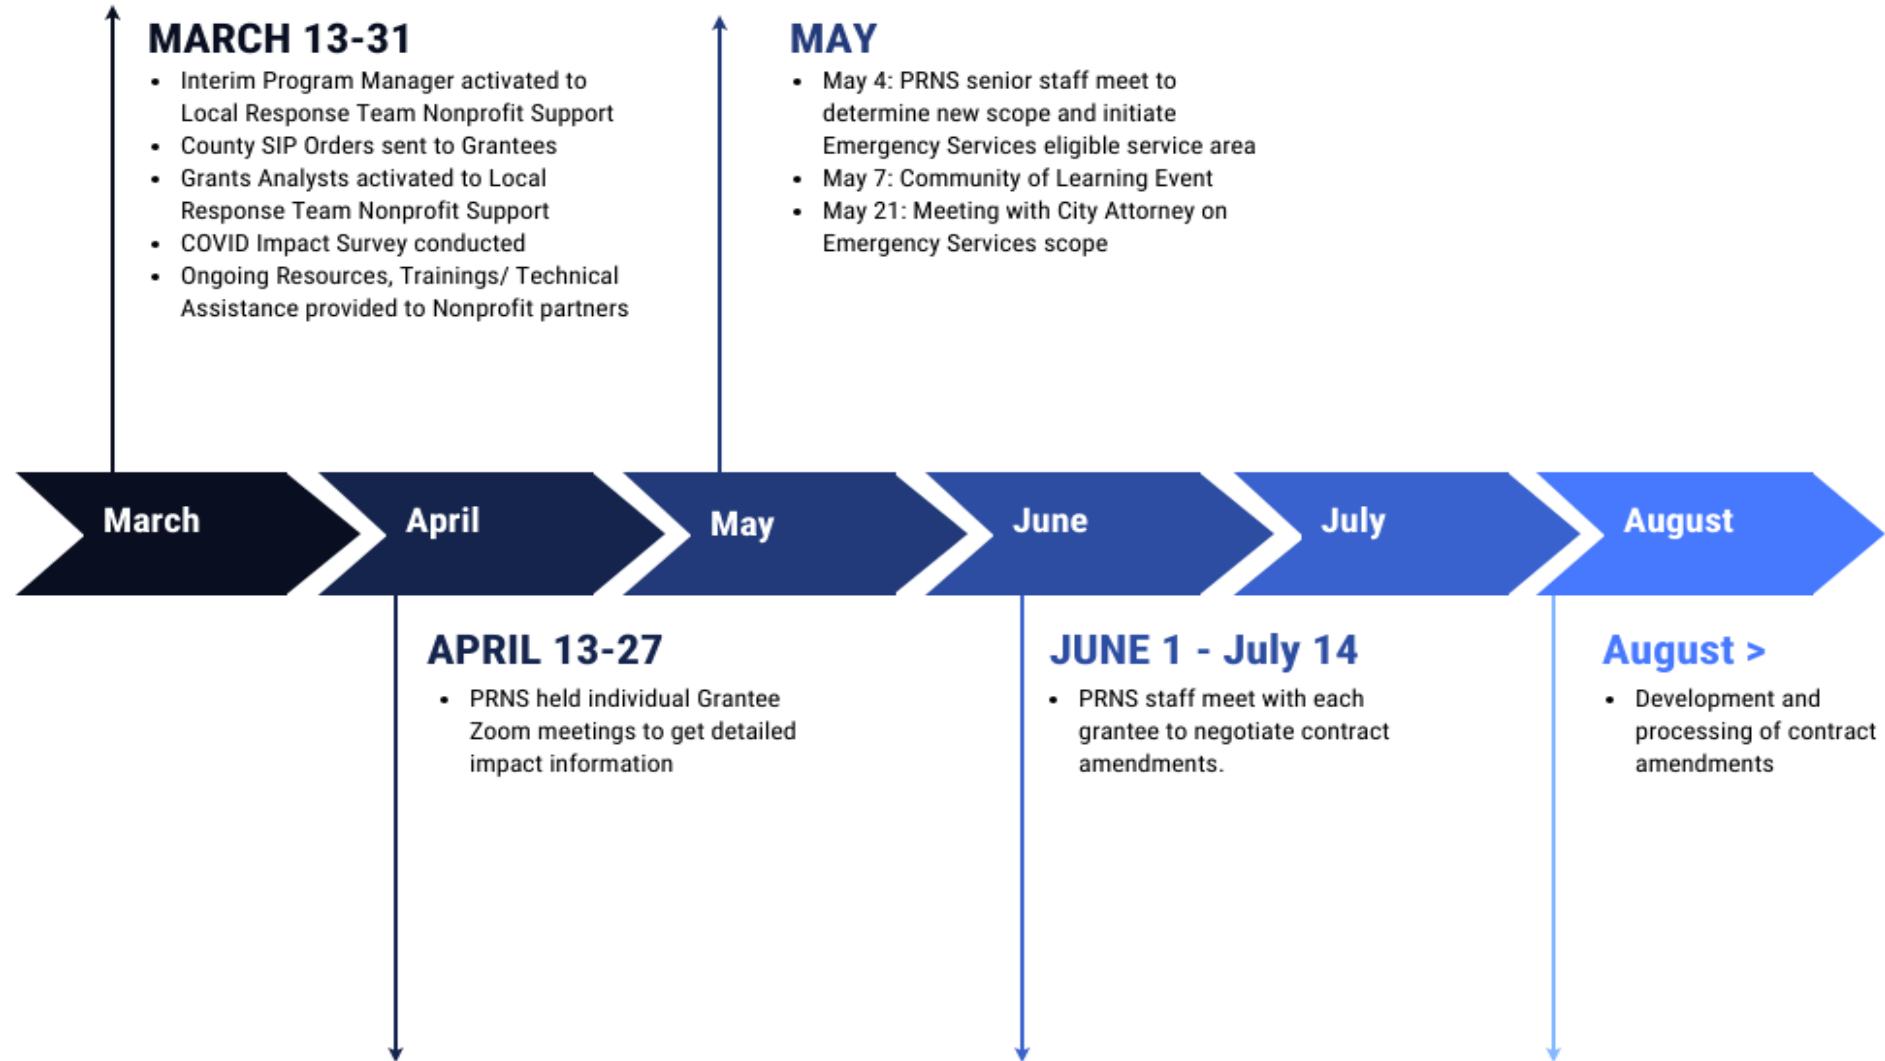 MARCH 13-31
• Interim Program Manager activated to
Local Response Team Nonprofit Support
• County SIP Orders sent to Grantees
• Grants Analysts activated to Local
Response Team Nonprofit Support
• COVID Impact Survey conducted
• Ongoing Resources, Trainings/ Technical
Assistance provided to Nonprofit partners
MAY
• May 4: PRNS senior staff meet to
determine new scope and initiate
Emergency Services eligible service area
• May 7: Community of Learning Event
• May 21: Meeting with City Attorney on
Emergency Services scope
March
April
May
June
July
August
APRIL 13-27
• PRNS held individual Grantee
Zoom meetings to get detailed
impact information
JUNE 1 - July 14
• PRNS staff meet with each
grantee to negotiate contract
amendments.
August >
• Development and
processing of contract
amendments